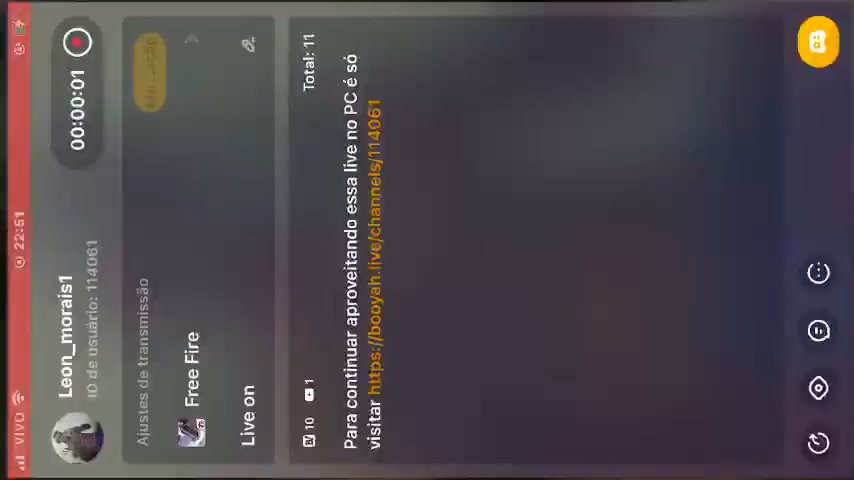 VIVO 22:51
Leon_morais1
ID de usuário: 114061
00:00:01
Ajustes de transmissão
Free Fire
Live on
10 1 Total: 11
Para continuar aproveitando essa live no PC é só
visitar https://booyah.live/channels/114061